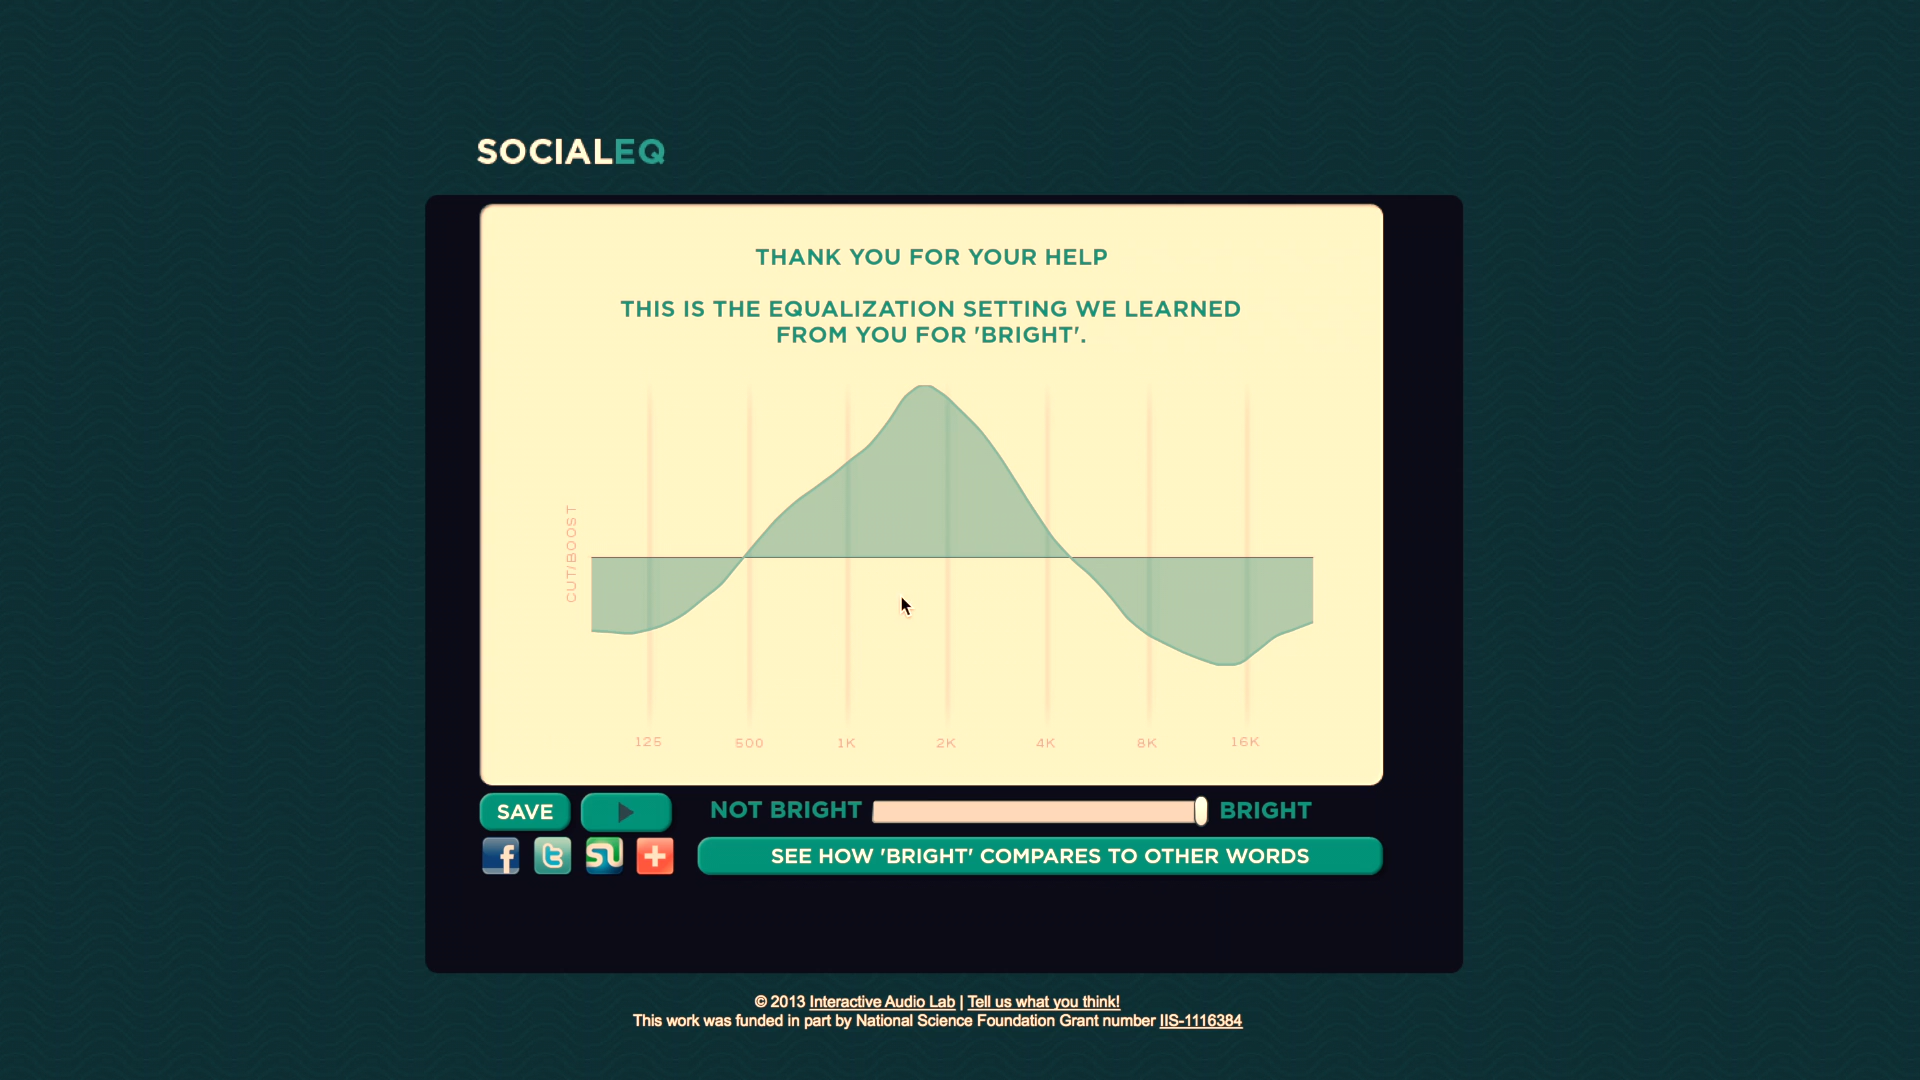 SOCIALEQ
THANK YOU FOR YOUR HELP
THIS IS THE EQUALIZATION SETTING WE LEARNED
FROM YOU FOR 'BRIGHT'.
CUT/BOOST
125 500 1K 2K 4K 8K 16K
SAVE
NOT BRIGHT
BRIGHT
SEE HOW 'BRIGHT' COMPARES TO OTHER WORDS
© 2013 Interactive Audio Lab | Tell us what you think!
This work was funded in part by National Science Foundation Grant number IIS-1116384